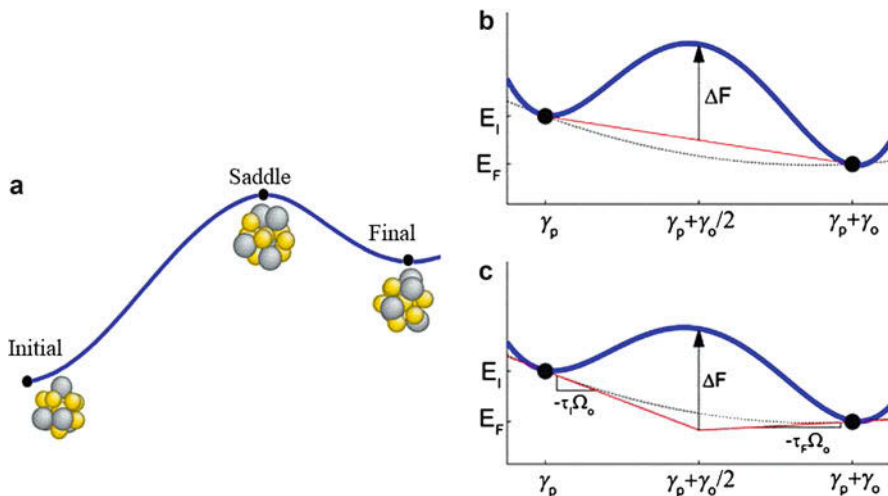 a
Initial
Saddle
Final
b
E_I
E_F
ΔF
γ_p
γ_p+γ_o/2
γ_p+γ_o
c
E_I
E_F
ΔF
-τ_IΩ_o
-τ_FΩ_o
γ_p
γ_p+γ_o/2
γ_p+γ_o